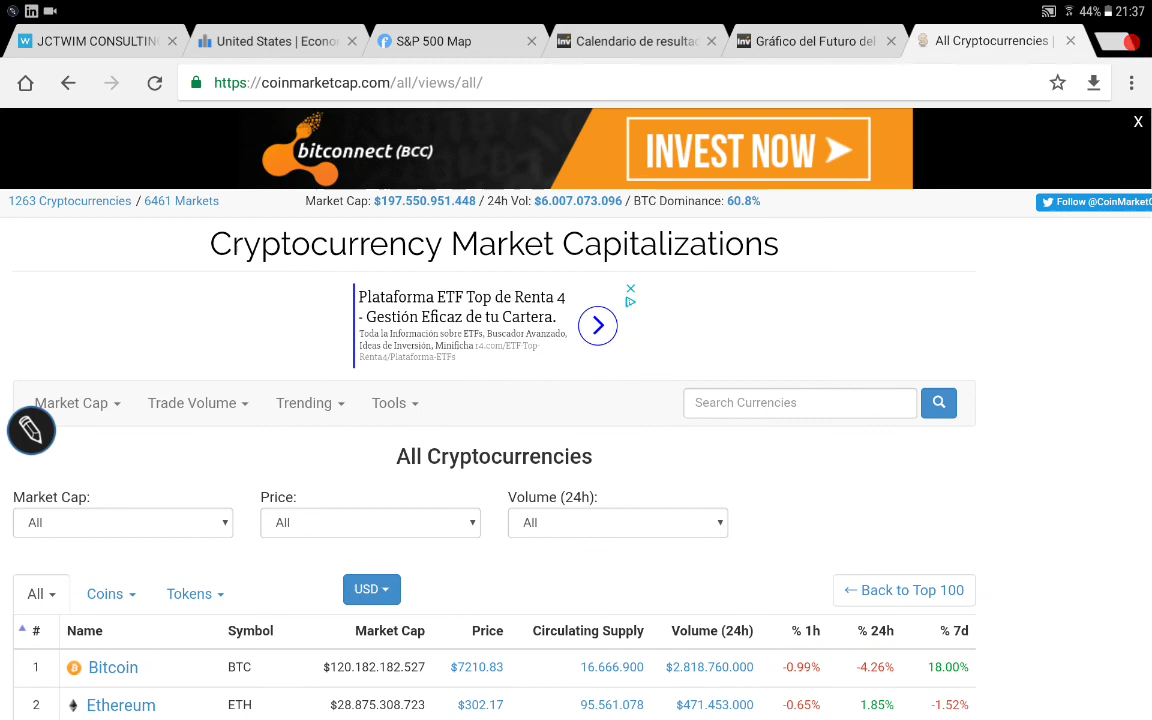 44% 21:37
JCTWIM CONSULTIN
United States | Econo
S&P 500 Map
Calendario de resulta
Gráfico del Futuro del
All Cryptocurrencies |
https://coinmarketcap.com/all/views/all/
bitconnect (BCC)
INVEST NOW
X
1263 Cryptocurrencies / 6461 Markets
Market Cap: $197.550.951.448 / 24h Vol: $6.007.073.096 / BTC Dominance: 60.8%
Follow @CoinMarketC
Cryptocurrency Market Capitalizations
Plataforma ETF Top de Renta 4
- Gestión Eficaz de tu Cartera.
Toda la Información sobre ETFs, Buscador Avanzado,
Ideas de Inversión, Minificha r4.com/ETF-Top-
Renta4/Plataforma-ETFs
Market Cap Trade Volume Trending Tools Search Currencies
All Cryptocurrencies
Market Cap: Price: Volume (24h):
All All All
All Coins Tokens USD ← Back to Top 100
# Name Symbol Market Cap Price Circulating Supply Volume (24h) % 1h % 24h % 7d
1 Bitcoin BTC $120.182.182.527 $7210.83 16.666.900 $2.818.760.000 -0.99% -4.26% 18.00%
2 Ethereum ETH $28.875.308.723 $302.17 95.561.078 $471.453.000 -0.65% 1.85% -1.52%